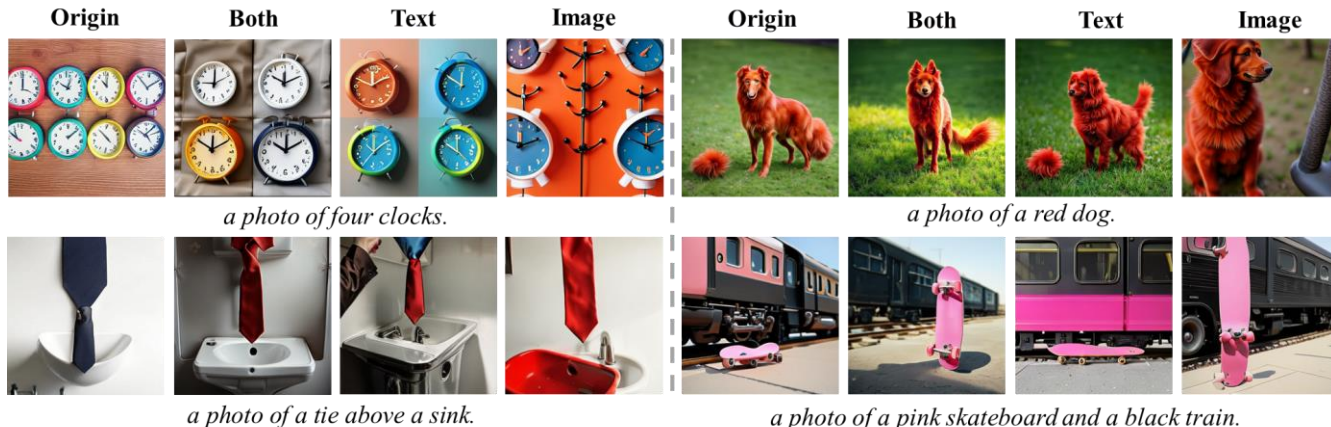 Origin Both Text Image Origin Both Text Image
a photo of four clocks. a photo of a red dog.
a photo of a tie above a sink. a photo of a pink skateboard and a black train.